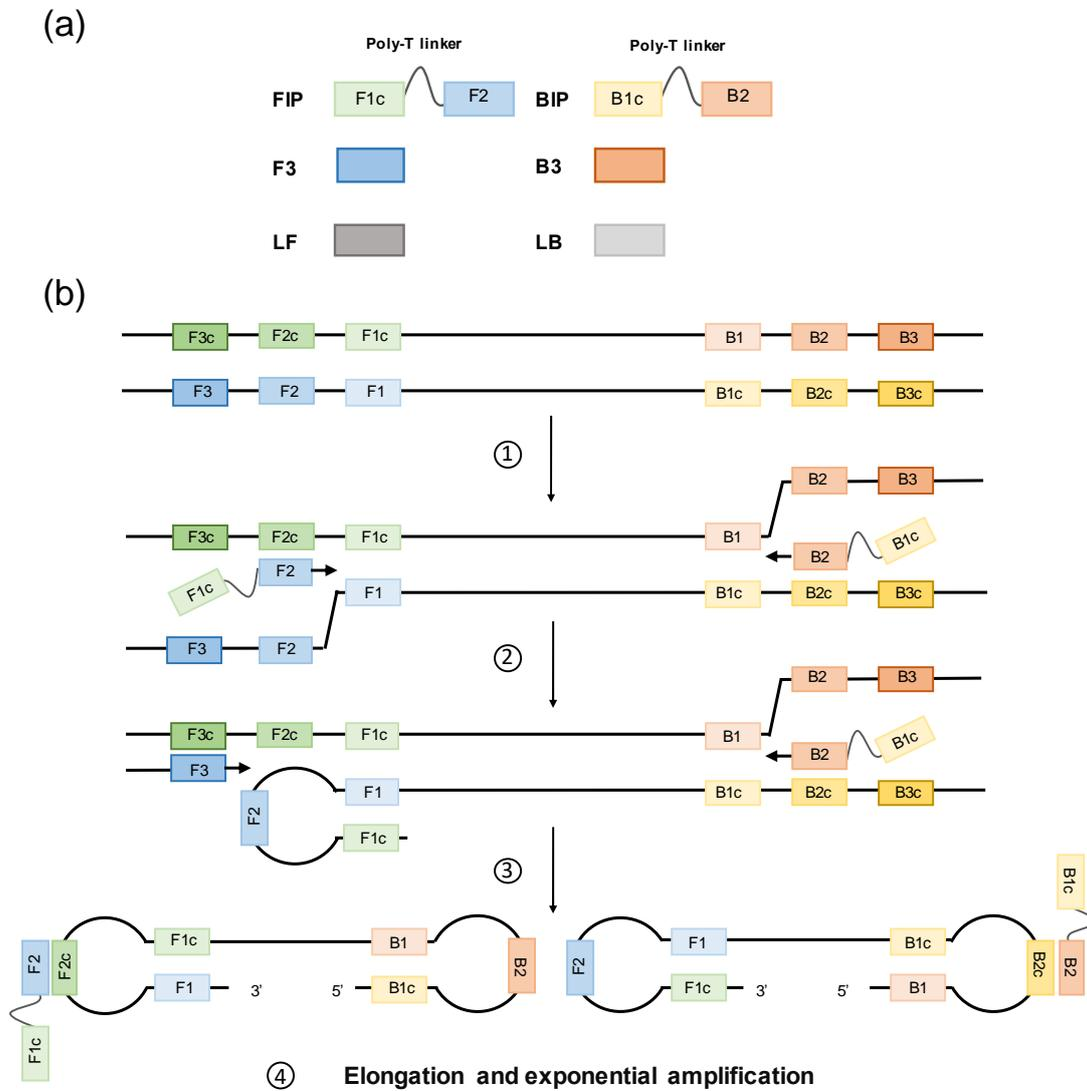 (a)
Poly-T linker Poly-T linker
FIP F1c F2 BIP B1c B2
F3 B3
LF LB
(b)
F3c F2c F1c B1 B2 B3
F3 F2 F1 B1c B2c B3c
①
B2 B3
F3c F2c F1c B1
F1c F2 B2 B1c
F1 B1c B2c B3c
F3 F2
②
B2 B3
F3c F2c F1c B1
F3 B2 B1c
F2 F1 B1c B2c B3c
F1c
③
B1c
F1c B1 F1 B1c
F2 F2c B2 F2 B2c B2
F1 3’ 5’ B1c F1c 3’ 5’ B1
F1c
④ Elongation and exponential amplification